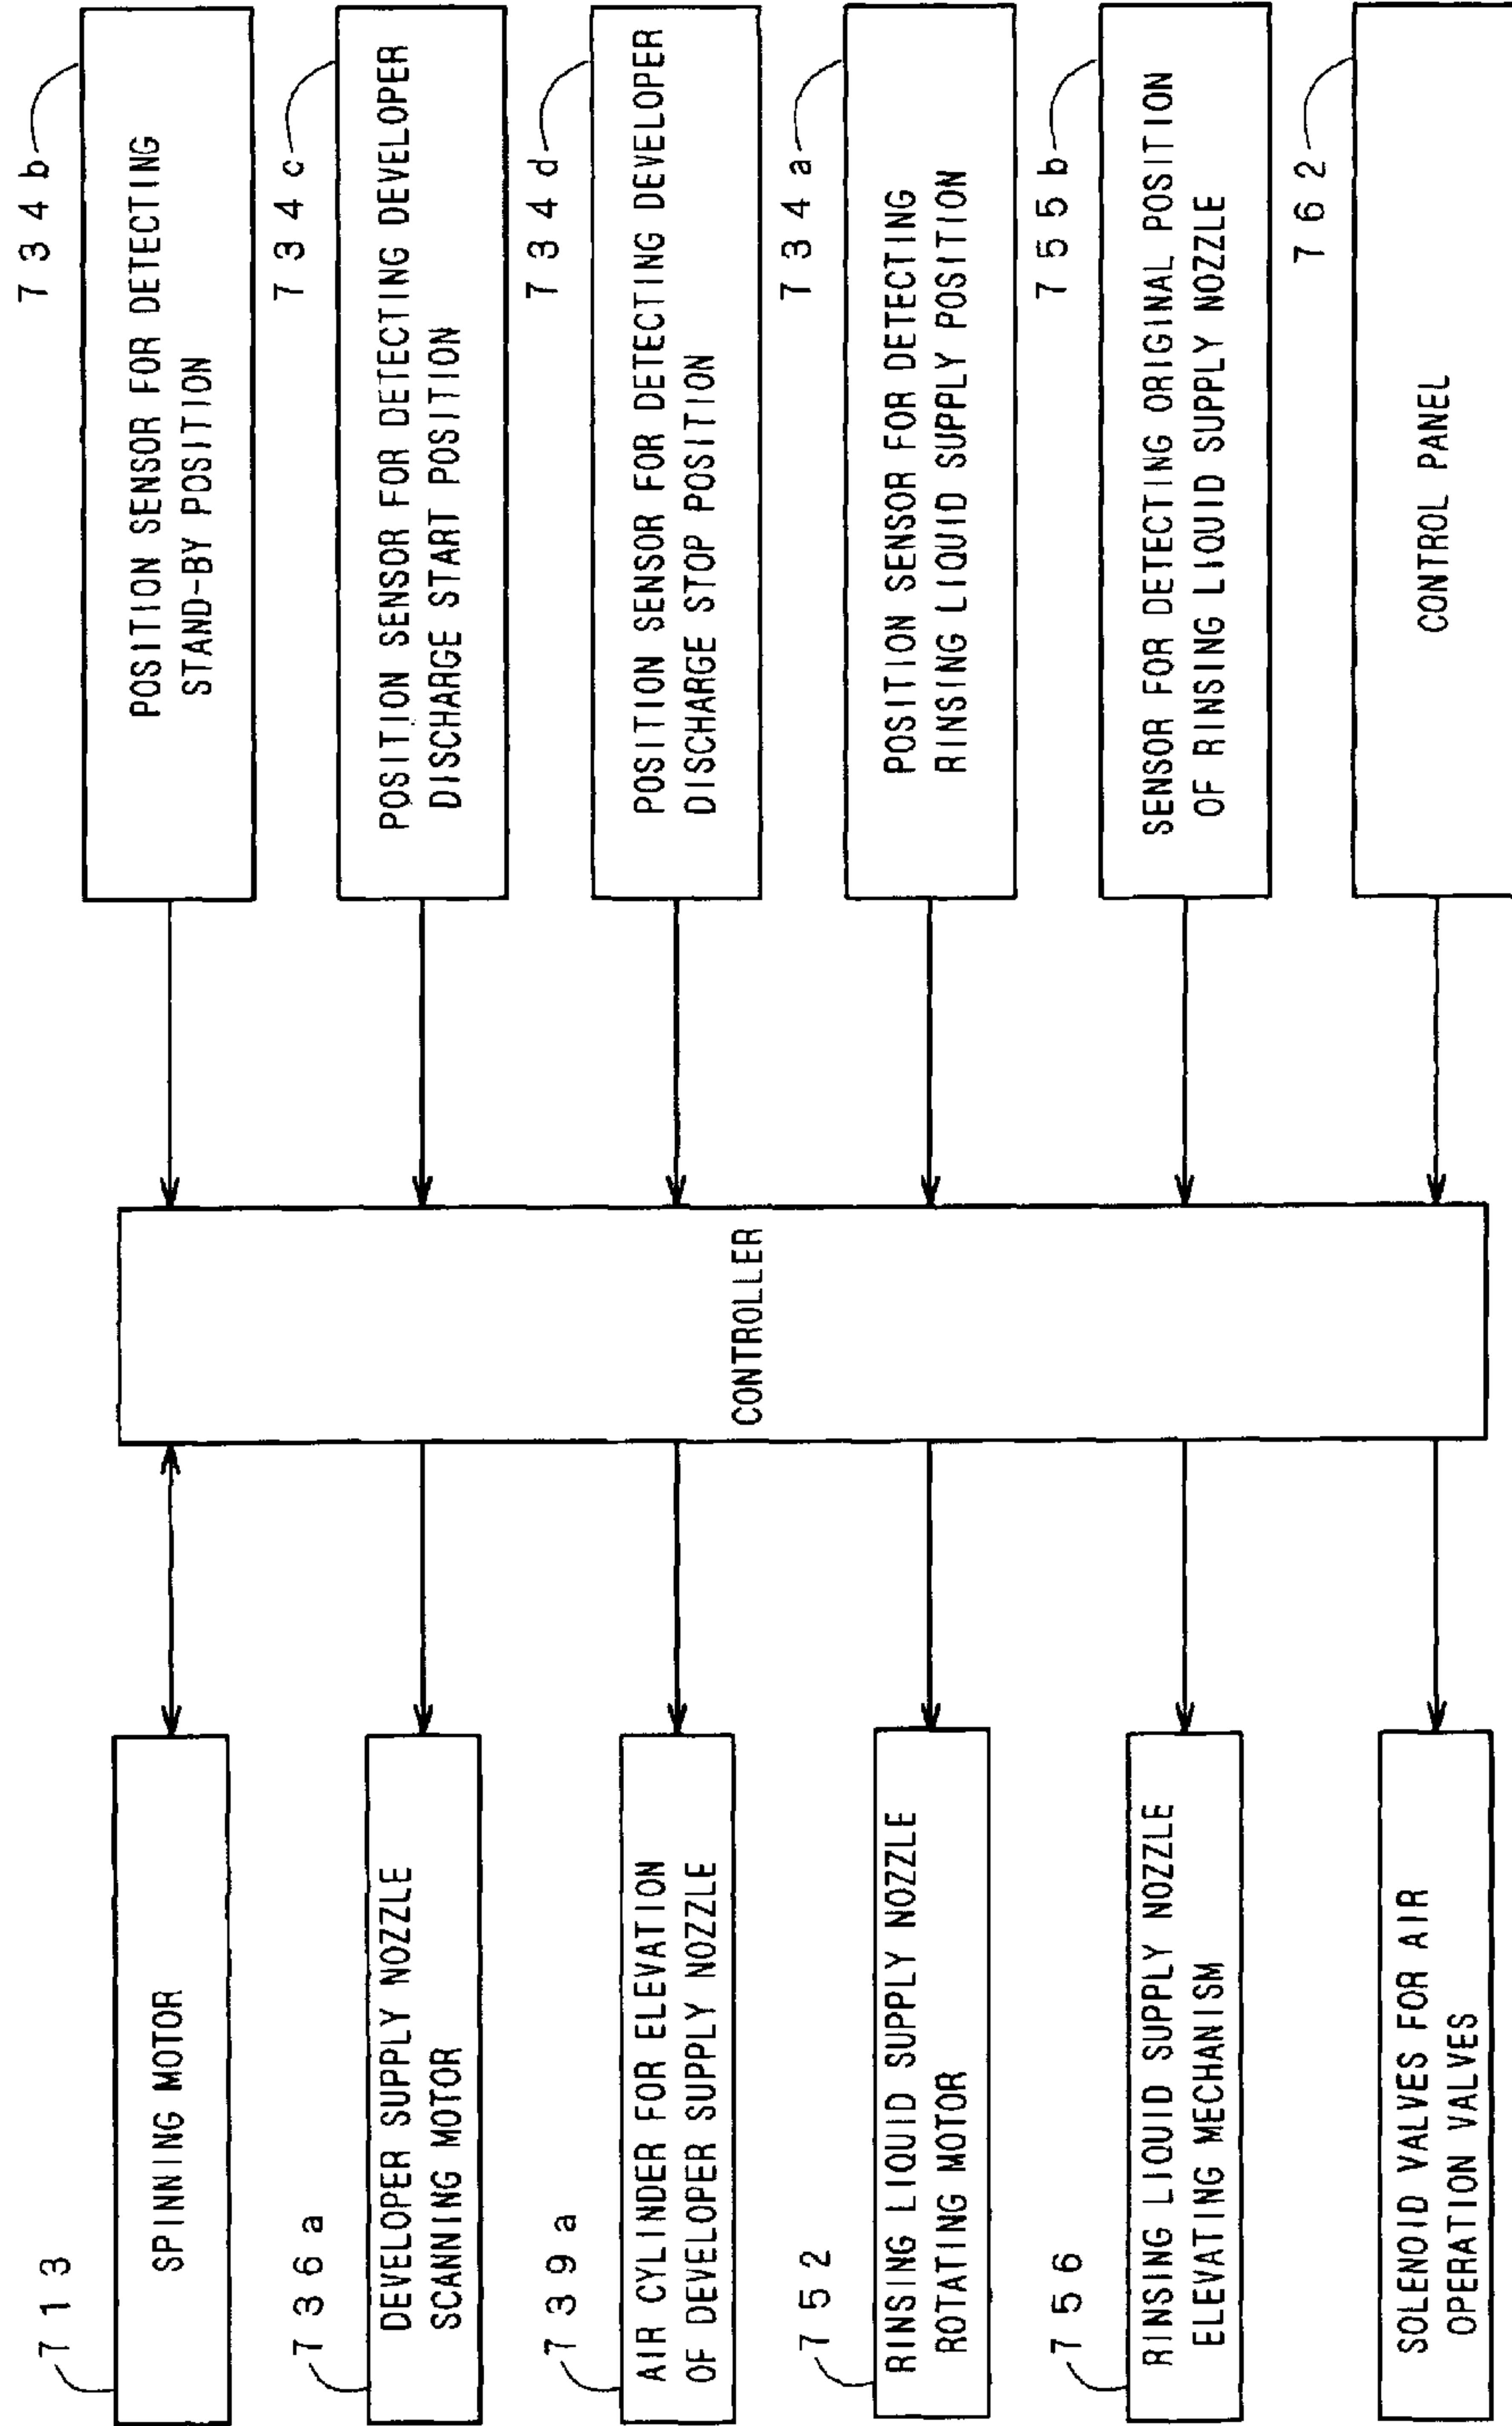 713
SPINNING MOTOR
736a
DEVELOPER SUPPLY NOZZLE
SCANNING MOTOR
739a
AIR CYLINDER FOR ELEVATION
OF DEVELOPER SUPPLY NOZZLE
752
RINSING LIQUID SUPPLY NOZZLE
ROTATING MOTOR
756
RINSING LIQUID SUPPLY NOZZLE
ELEVATING MECHANISM
SOLENOID VALVES FOR AIR
OPERATION VALVES
CONTROLLER
734b
POSITION SENSOR FOR DETECTING
STAND-BY POSITION
734c
POSITION SENSOR FOR DETECTING DEVELOPER
DISCHARGE START POSITION
734d
POSITION SENSOR FOR DETECTING DEVELOPER
DISCHARGE STOP POSITION
734a
POSITION SENSOR FOR DETECTING
RINSING LIQUID SUPPLY POSITION
755b
SENSOR FOR DETECTING ORIGINAL POSITION
OF RINSING LIQUID SUPPLY NOZZLE
762
CONTROL PANEL